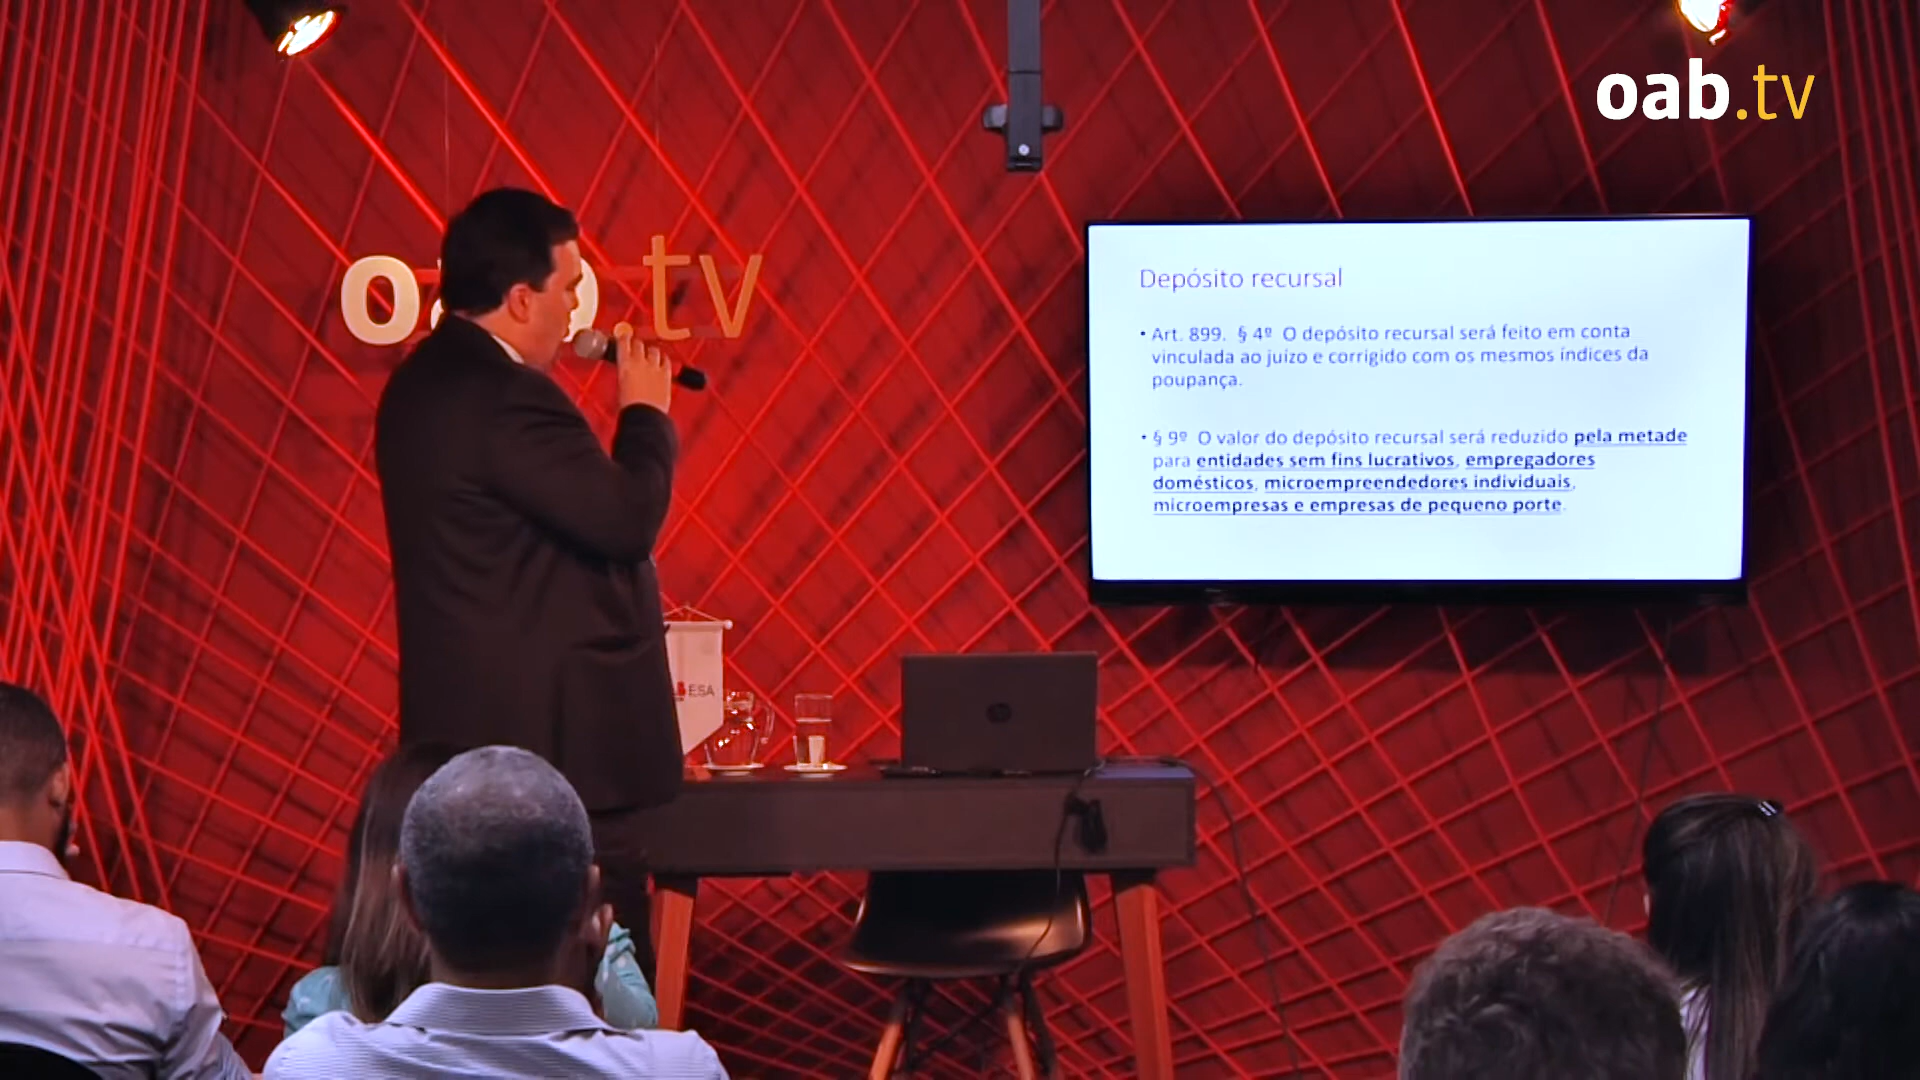 oab.tv
o .tv
Depósito recursal
• Art. 899. § 4º O depósito recursal será feito em conta
vinculada ao juízo e corrigido com os mesmos índices da
poupança.
• § 9º O valor do depósito recursal será reduzido pela metade
para entidades sem fins lucrativos, empregadores
domésticos, microempreendedores individuais,
microempresas e empresas de pequeno porte.
ESA
hp